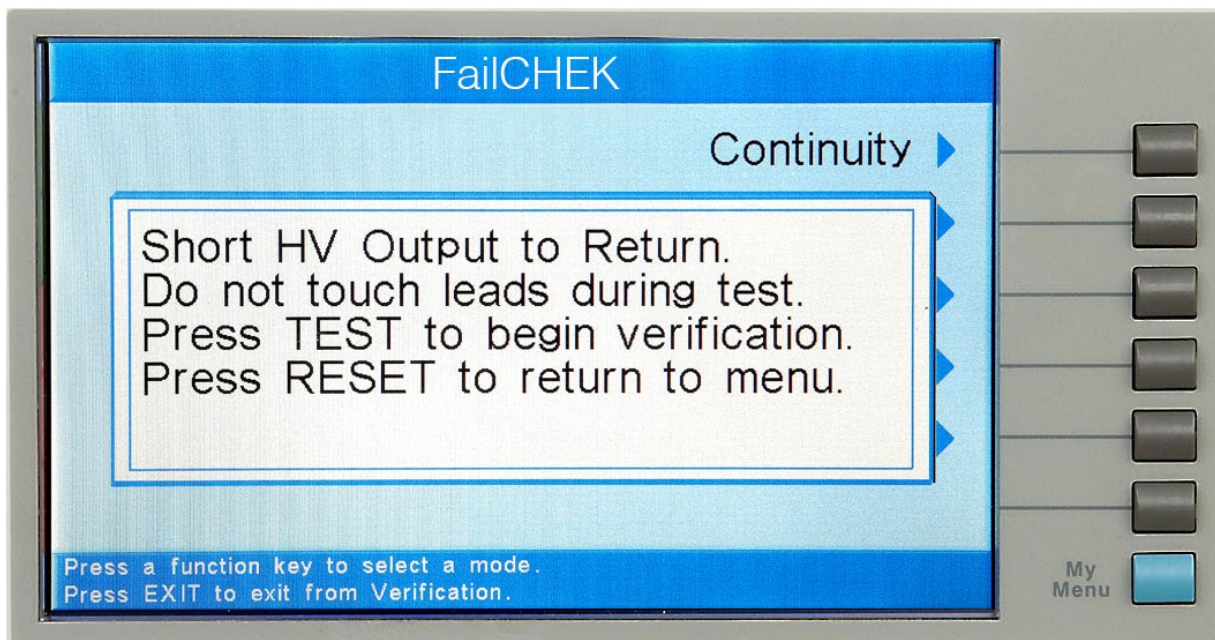 FailCHEK
Continuity
Short HV Output to Return.
Do not touch leads during test.
Press TEST to begin verification.
Press RESET to return to menu.
Press a function key to select a mode.
Press EXIT to exit from Verification.
My
Menu